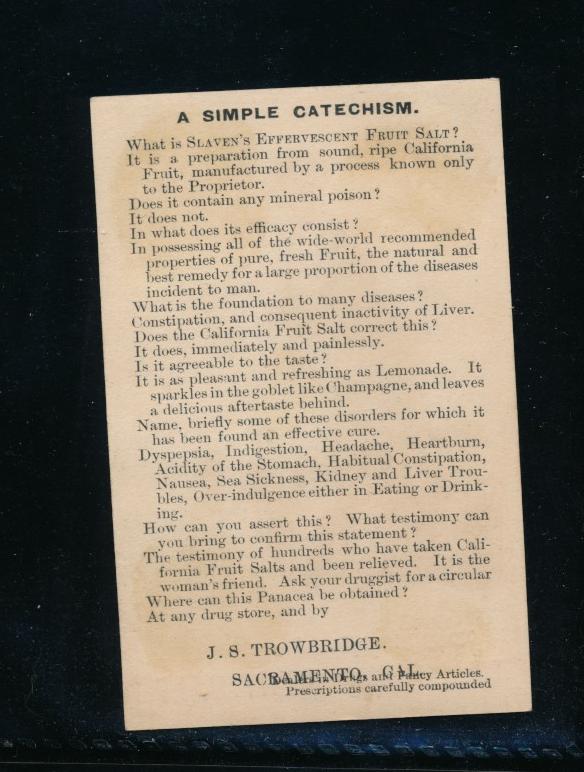 A SIMPLE CATECHISM.
What is SLAVEN'S EFFERVESCENT FRUIT SALT?
It is a preparation from sound, ripe California
Fruit, manufactured by a process known only
to the Proprietor.
Does it contain any mineral poison?
It does not.
In what does its efficacy consist?
In possessing all of the wide-world recommended
properties of pure, fresh Fruit, the natural and
best remedy for a large proportion of the diseases
incident to man.
What is the foundation to many diseases?
Constipation, and consequent inactivity of Liver.
Does the California Fruit Salt correct this?
It does, immediately and painlessly.
Is it agreeable to the taste?
It is as pleasant and refreshing as Lemonade. It
sparkles in the goblet like Champagne, and leaves
a delicious aftertaste behind.
Name, briefly some of these disorders for which it
has been found an effective cure.
Dyspepsia, Indigestion, Headache, Heartburn,
Acidity of the Stomach, Habitual Constipation,
Nausea, Sea Sickness, Kidney and Liver Trou-
bles, Over-indulgence either in Eating or Drink-
ing.
How can you assert this? What testimony can
you bring to confirm this statement?
The testimony of hundreds who have taken Cali-
fornia Fruit Salts and been relieved. It is the
woman's friend. Ask your druggist for a circular
Where can this Panacea be obtained?
At any drug store, and by
J. S. TROWBRIDGE.
SACRAMENTO, CAL.
Dealer in Drugs and Fancy Articles.
Prescriptions carefully compounded